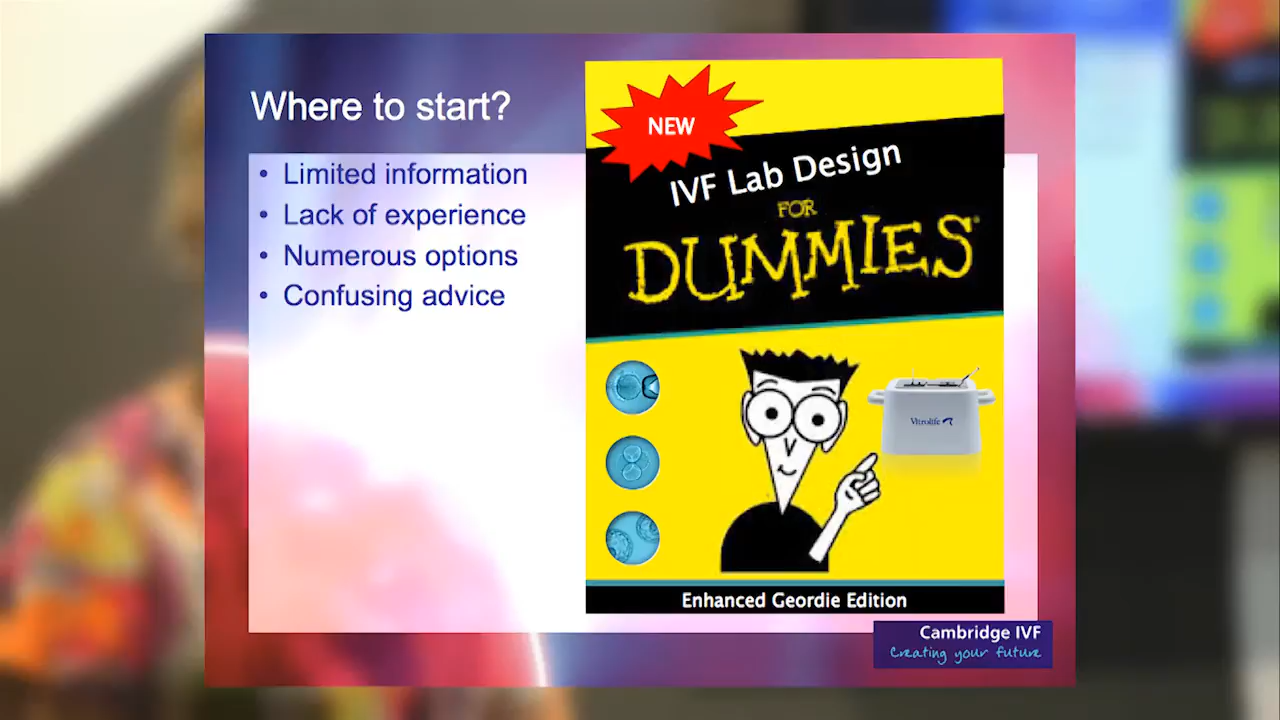 Where to start?
• Limited information
• Lack of experience
• Numerous options
• Confusing advice
NEW
IVF Lab Design
FOR
DUMMIES
Vitrolife
Enhanced Geordie Edition
Cambridge IVF
Creating your future